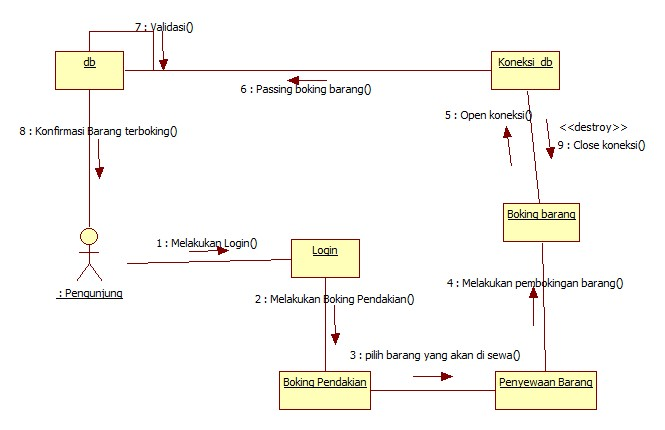 7 : Validasi()
db
Koneksi_db
6 : Passing boking barang()
5 : Open koneksi()
<<destroy>>
9 : Close koneksi()
8 : Konfirmasi Barang terboking()
Boking barang
1 : Melakukan Login()
Login
: Pengunjung
2 : Melakukan Boking Pendakian()
4 : Melakukan pembokingan barang()
3 : pilih barang yang akan di sewa()
Boking Pendakian
Penyewaan Barang